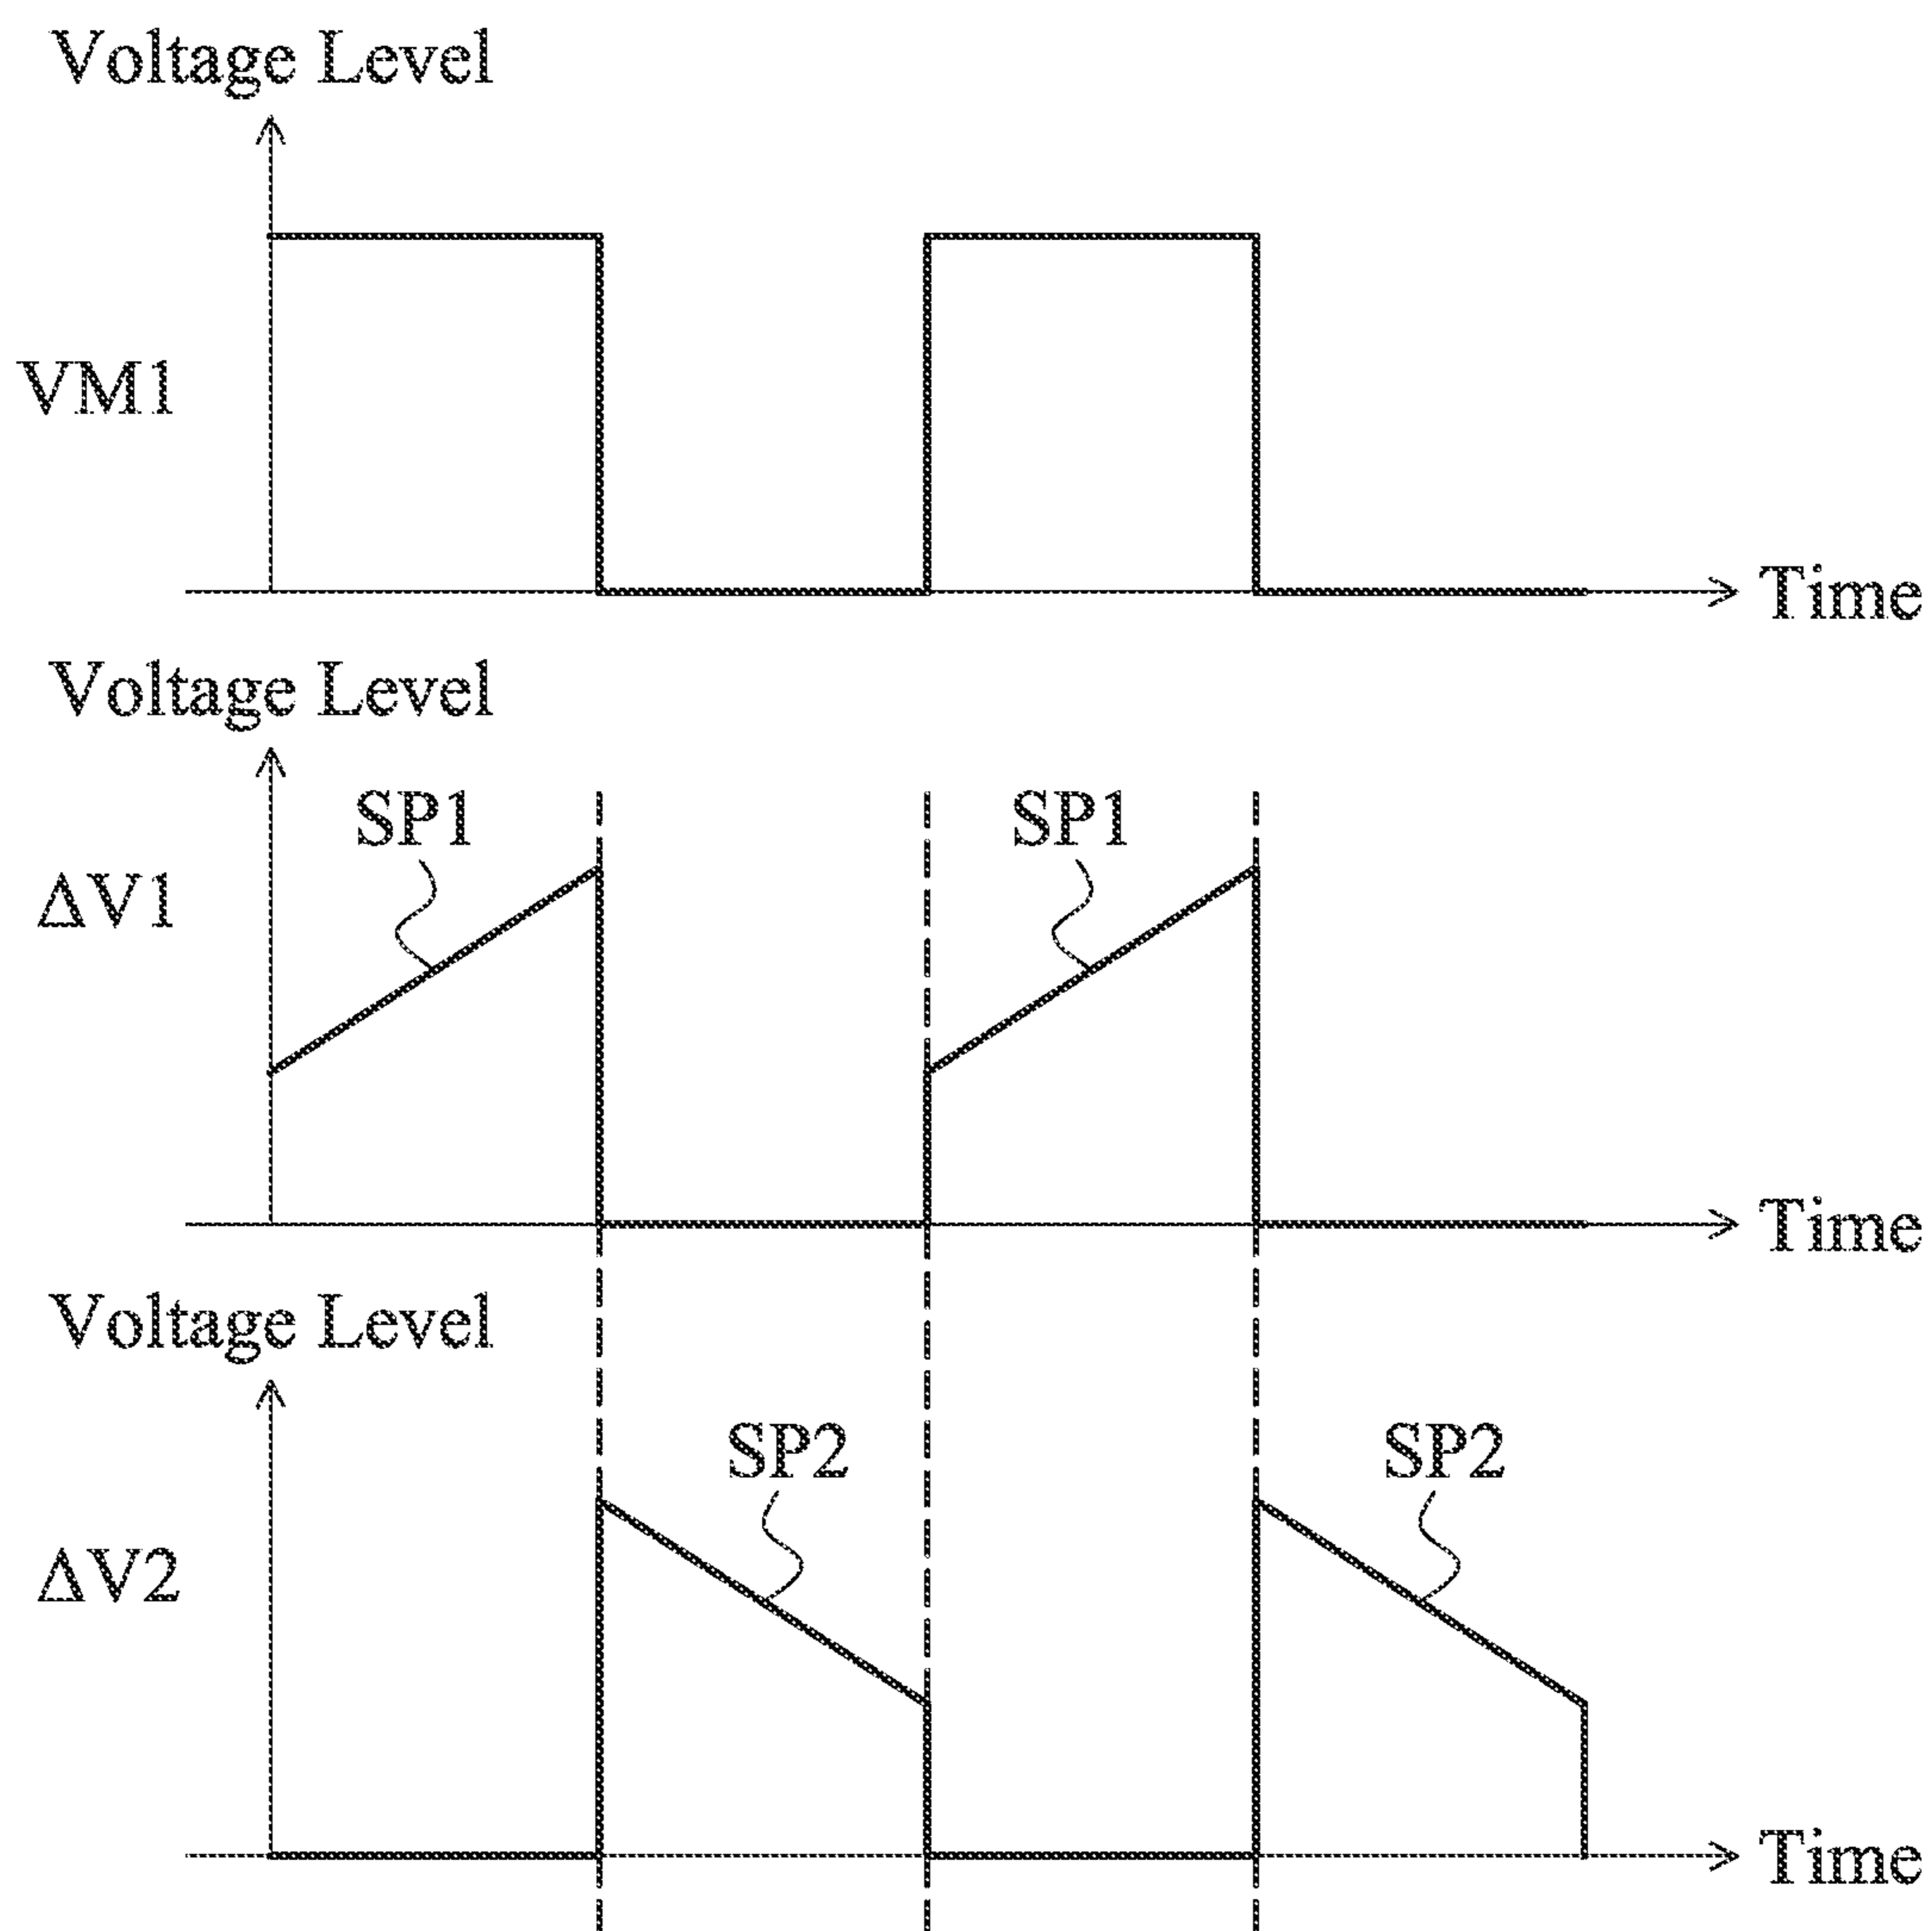 Voltage Level
VM1
Time
Voltage Level
SP1
SP1
ΔV1
Time
Voltage Level
SP2
SP2
ΔV2
Time